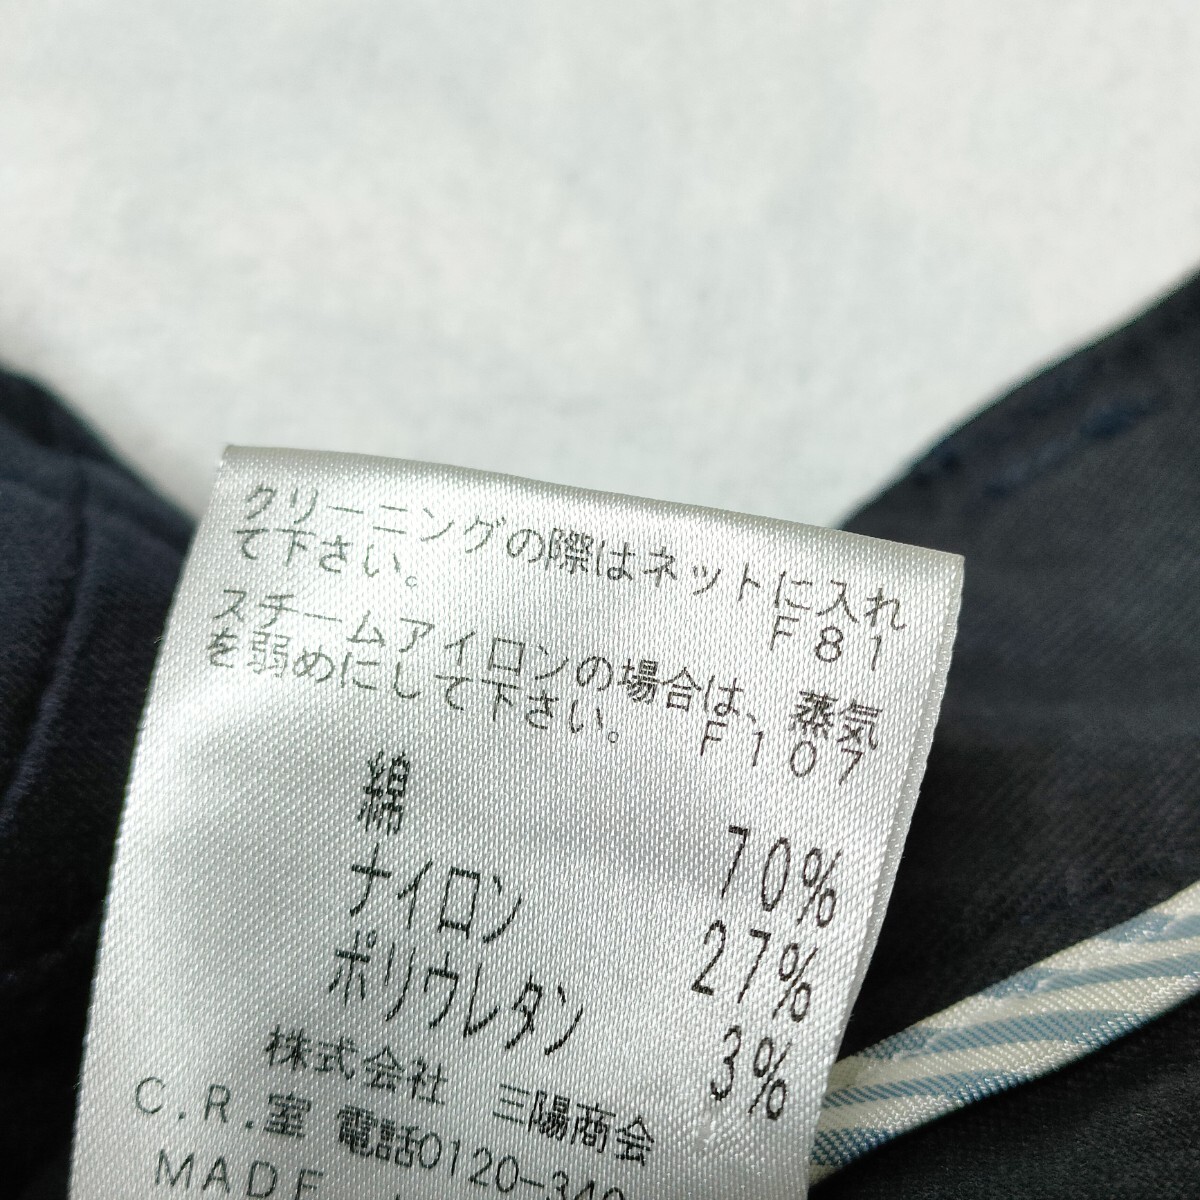 クリーニングの際はネットに入れ
て下さい。 F81
スチームアイロンの場合は、蒸気
を弱めにして下さい。 F107
綿 70%
ナイロン 27%
ポリウレタン 3%
株式会社 三陽商会
C.R.室 電話0120-340
MADE